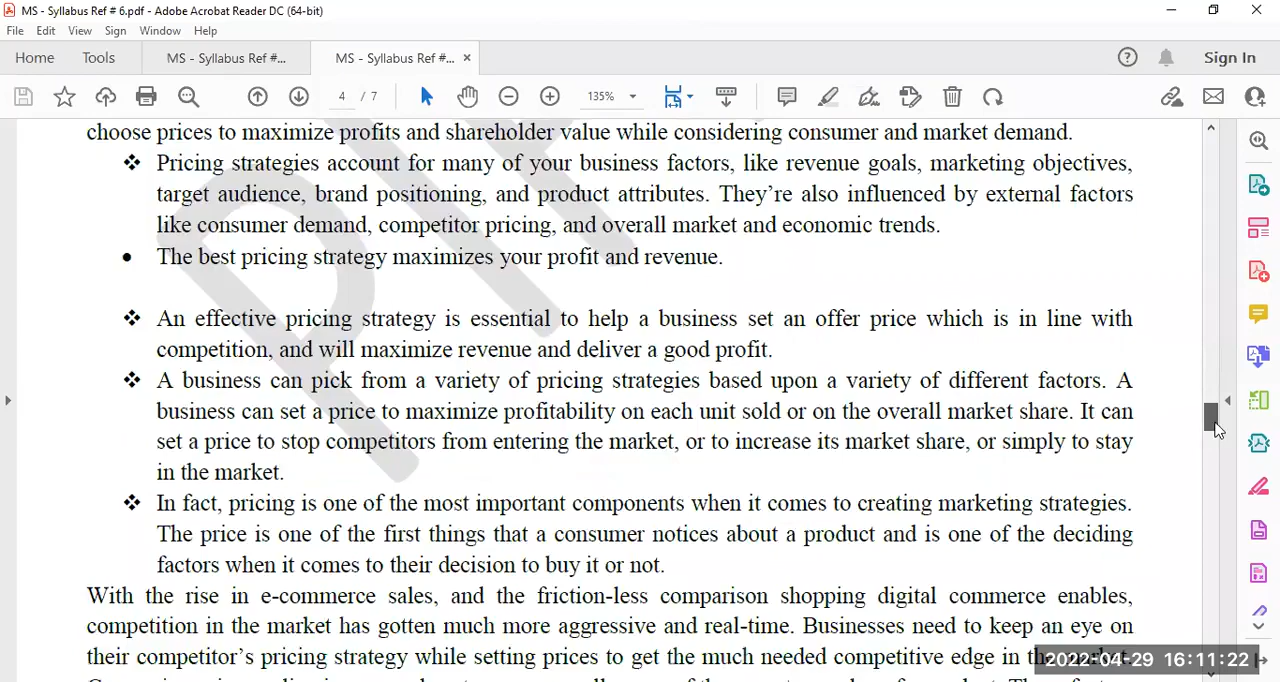 MS - Syllabus Ref # 6.pdf - Adobe Acrobat Reader DC (64-bit)
File Edit View Sign Window Help
Home Tools MS - Syllabus Ref #... MS - Syllabus Ref #... × Sign In
4 / 7 135%
choose prices to maximize profits and shareholder value while considering consumer and market demand.
❖ Pricing strategies account for many of your business factors, like revenue goals, marketing objectives,
target audience, brand positioning, and product attributes. They’re also influenced by external factors
like consumer demand, competitor pricing, and overall market and economic trends.
• The best pricing strategy maximizes your profit and revenue.
❖ An effective pricing strategy is essential to help a business set an offer price which is in line with
competition, and will maximize revenue and deliver a good profit.
❖ A business can pick from a variety of pricing strategies based upon a variety of different factors. A
business can set a price to maximize profitability on each unit sold or on the overall market share. It can
set a price to stop competitors from entering the market, or to increase its market share, or simply to stay
in the market.
❖ In fact, pricing is one of the most important components when it comes to creating marketing strategies.
The price is one of the first things that a consumer notices about a product and is one of the deciding
factors when it comes to their decision to buy it or not.
With the rise in e-commerce sales, and the friction-less comparison shopping digital commerce enables,
competition in the market has gotten much more aggressive and real-time. Businesses need to keep an eye on
their competitor’s pricing strategy while setting prices to get the much needed competitive edge in the market.
2022-04-29 16:11:22